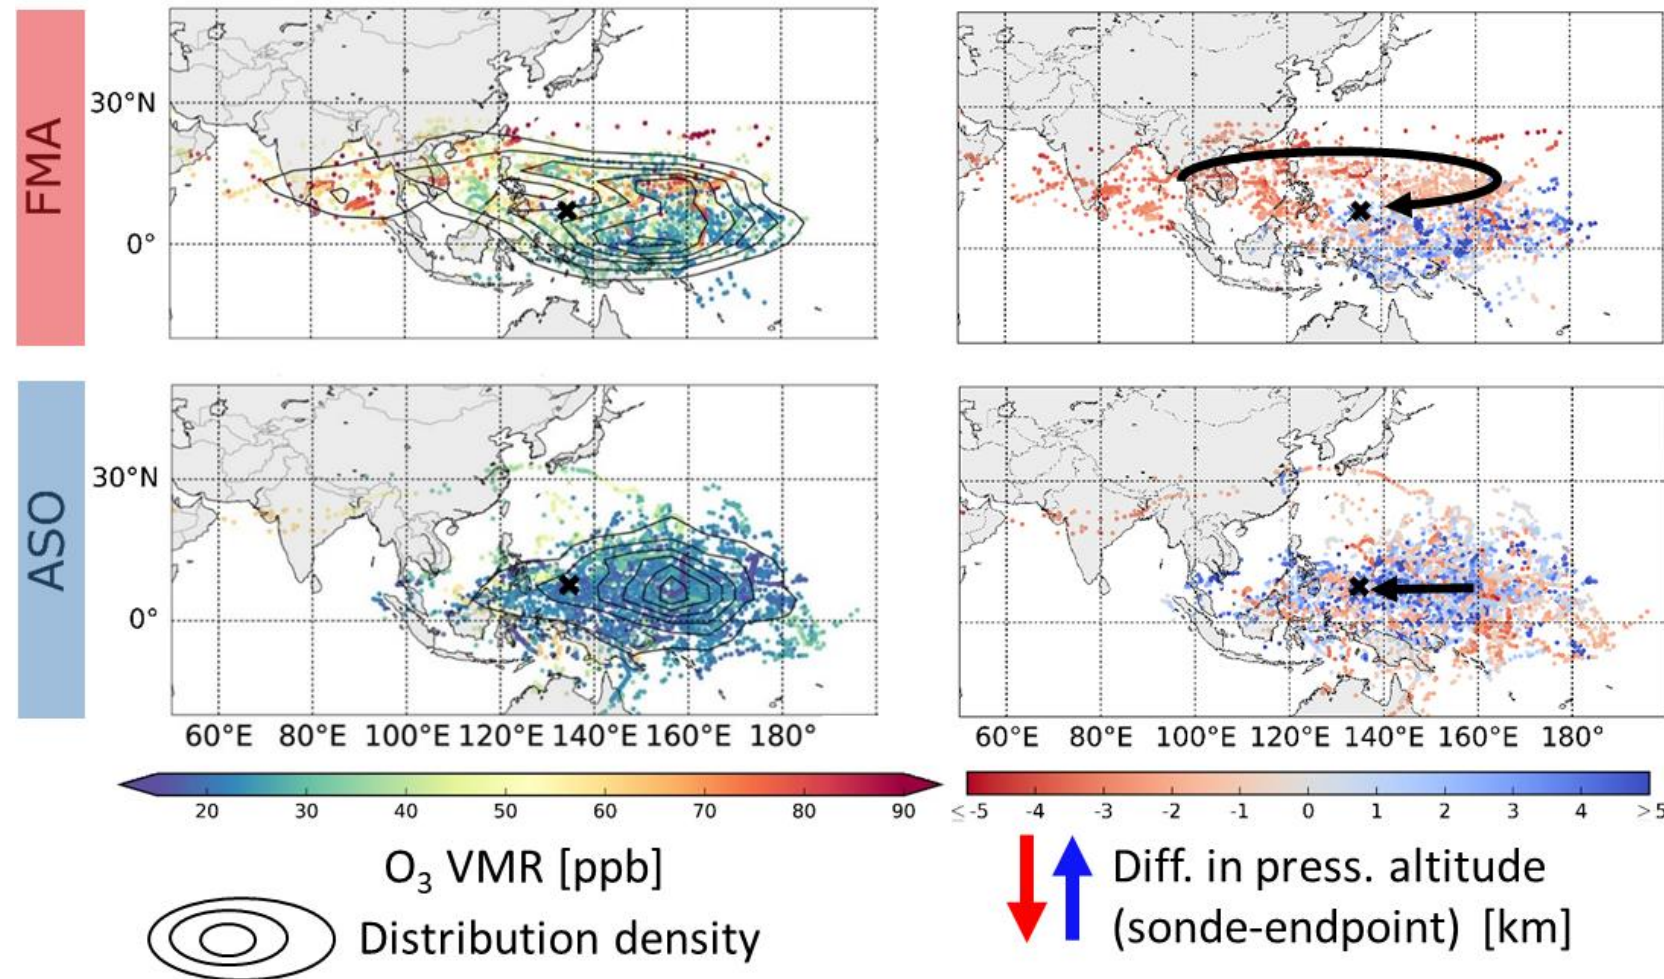 FMA
30°N
0°
ASO
30°N
0°
60°E 80°E 100°E 120°E 140°E 160°E 180°
60°E 80°E 100°E 120°E 140°E 160°E 180°
20 30 40 50 60 70 80 90
≤ -5 -4 -3 -2 -1 0 1 2 3 4 > 5
O₃ VMR [ppb]
Distribution density
Diff. in press. altitude
(sonde-endpoint) [km]